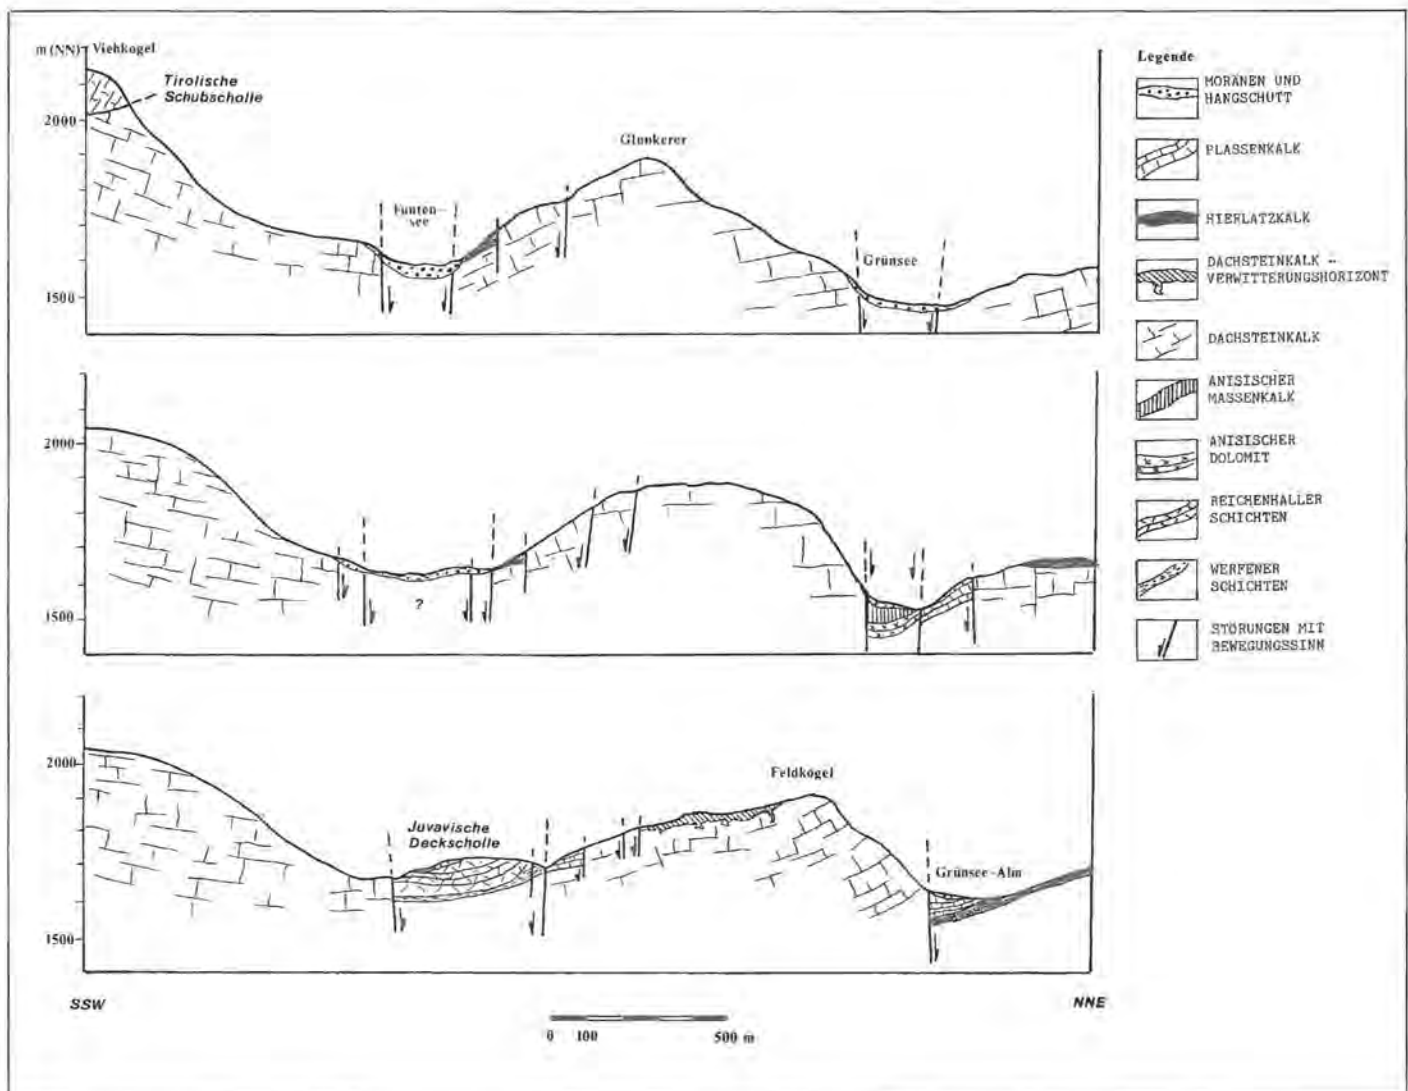 m (NN) Viehkogel
Tirolische
Schubscholle
2000
Glunkerer
Funten-
see
Grünsee
1500
2000
?
1500
Feldkogel
2000
Juvavische
Deckscholle
Grünsee-Alm
1500
SSW
NNE
0 100 500 m
Legende
MORÄNEN UND
HANGSCHUTT
PLASSENKALK
HIERLATZKALK
DACHSTEINKALK -
VERWITTERUNGSHORIZONT
DACHSTEINKALK
ANISISCHER
MASSENKALK
ANISISCHER
DOLOMIT
REICHENHALLER
SCHICHTEN
WERFENER
SCHICHTEN
STÖRUNGEN MIT
BEWEGUNGSSINN